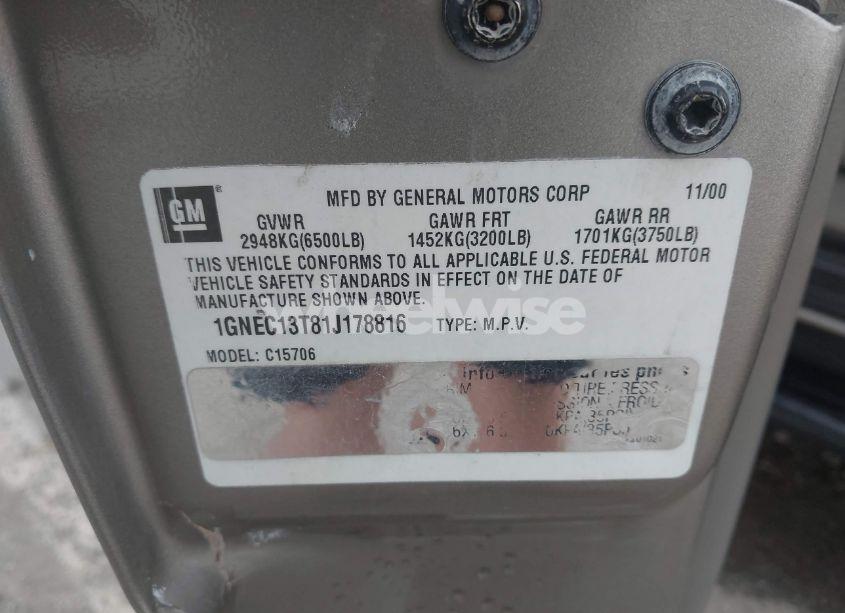 GM
MFD BY GENERAL MOTORS CORP 11/00
GVWR GAWR FRT GAWR RR
2948KG(6500LB) 1452KG(3200LB) 1701KG(3750LB)
THIS VEHICLE CONFORMS TO ALL APPLICABLE U.S. FEDERAL MOTOR
VEHICLE SAFETY STANDARDS IN EFFECT ON THE DATE OF
MANUFACTURE SHOWN ABOVE.
1GNEC13T81J178816 TYPE: M.P.V.
MODEL: C15706